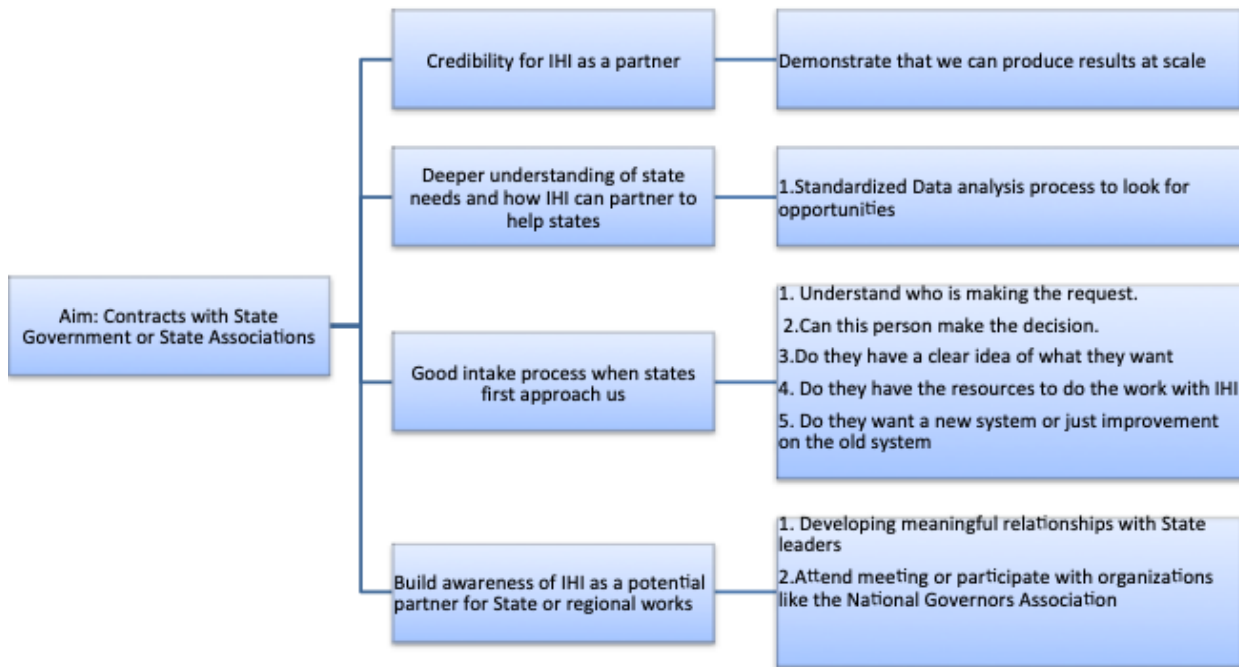 Credibility for IHI as a partner
Demonstrate that we can produce results at scale
Deeper understanding of state
needs and how IHI can partner to
help states
1.Standardized Data analysis process to look for
opportunities
Aim: Contracts with State
Government or State Associations
Good intake process when states
first approach us
1. Understand who is making the request.
2.Can this person make the decision.
3.Do they have a clear idea of what they want
4. Do they have the resources to do the work with IHI
5. Do they want a new system or just improvement
on the old system
Build awareness of IHI as a potential
partner for State or regional works
1. Developing meaningful relationships with State
leaders
2.Attend meeting or participate with organizations
like the National Governors Association